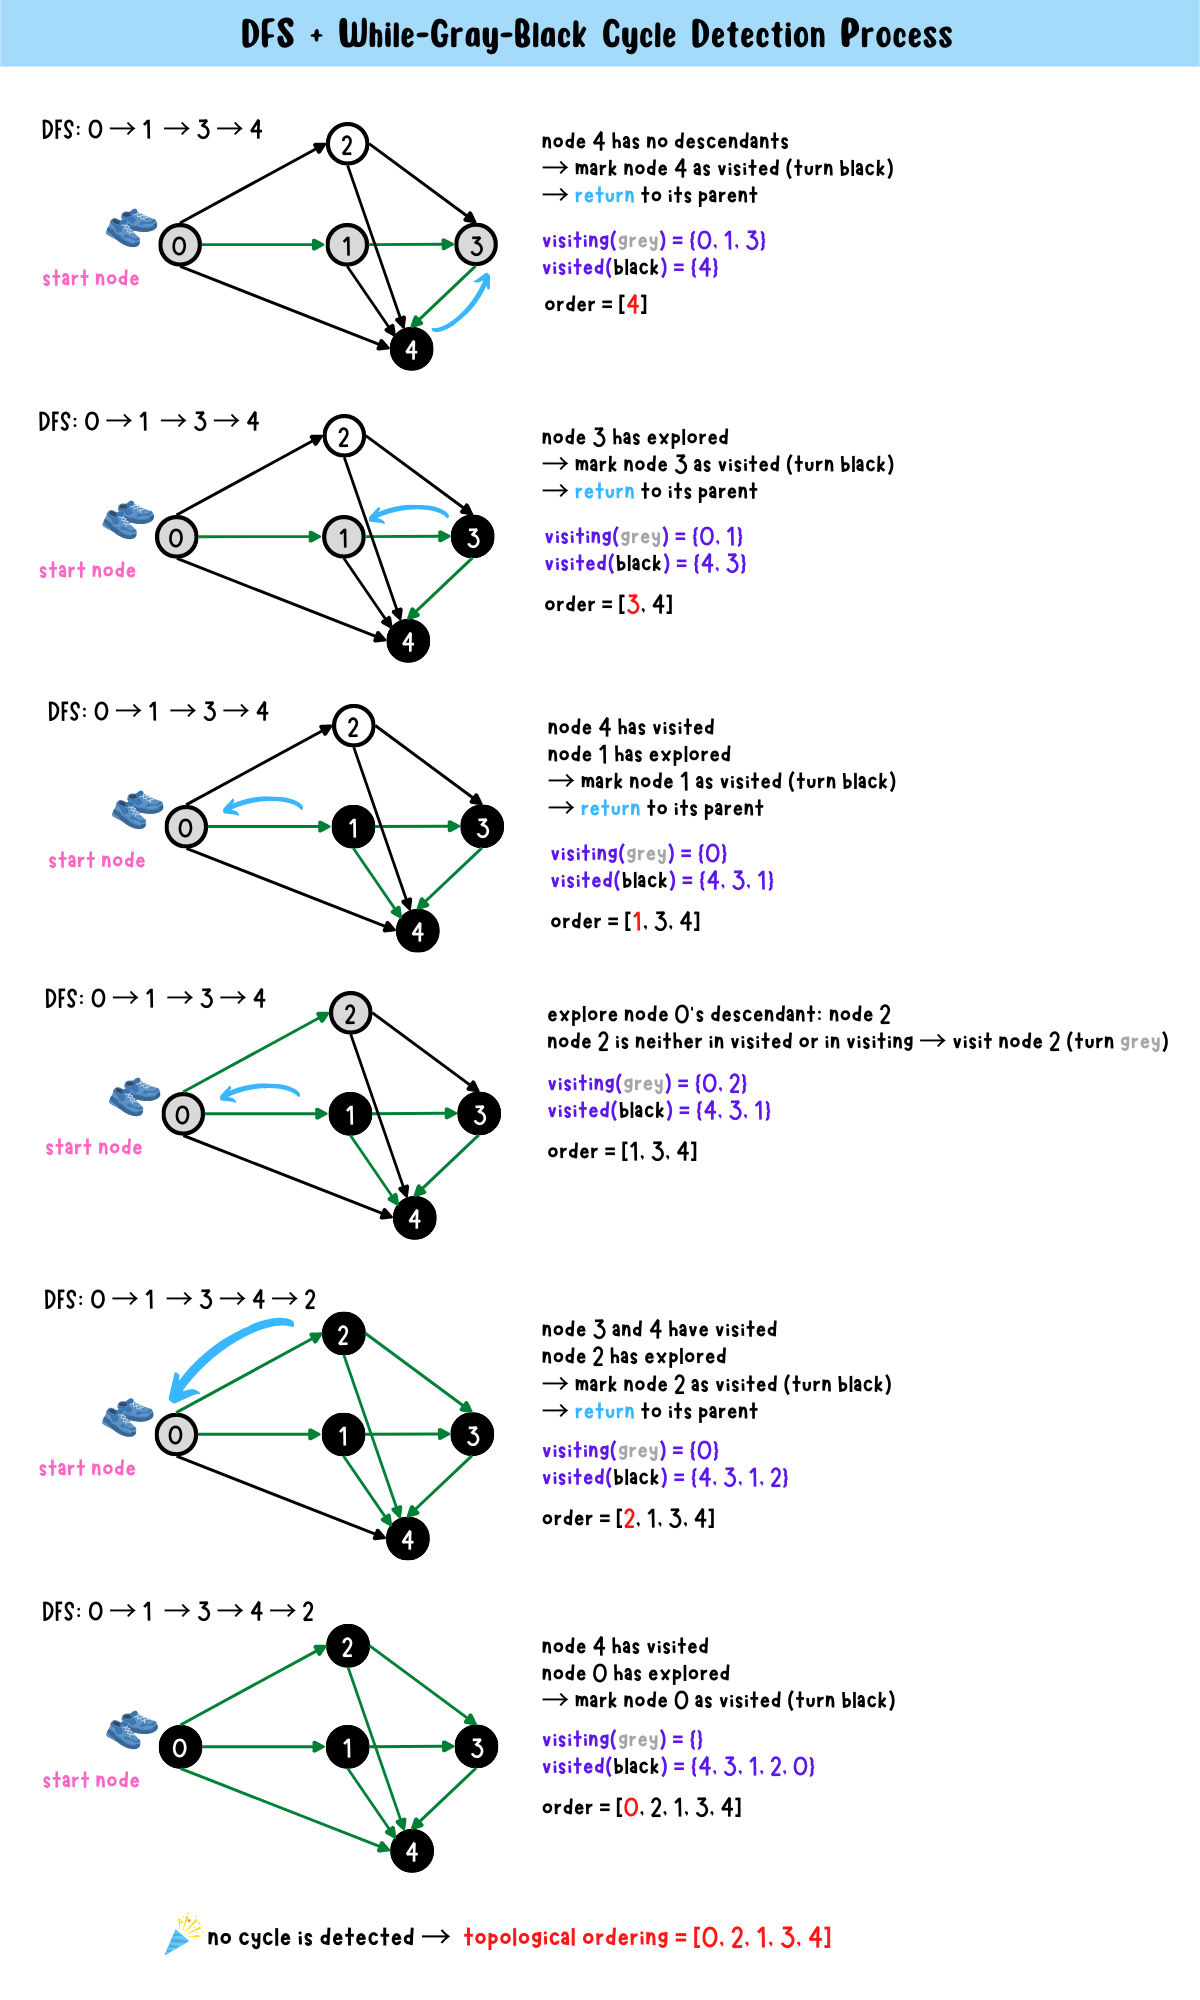 DFS + While-Gray-Black Cycle Detection Process
DFS: 0 → 1 → 3 → 4
2
0
1
3
4
start node
node 4 has no descendants
→ mark node 4 as visited (turn black)
→ return to its parent
visiting(grey) = {0, 1, 3}
visited(black) = {4}
order = [4]
DFS: 0 → 1 → 3 → 4
2
0
1
3
4
start node
node 3 has explored
→ mark node 3 as visited (turn black)
→ return to its parent
visiting(grey) = {0, 1}
visited(black) = {4, 3}
order = [3, 4]
DFS: 0 → 1 → 3 → 4
2
0
1
3
4
start node
node 4 has visited
node 1 has explored
→ mark node 1 as visited (turn black)
→ return to its parent
visiting(grey) = {0}
visited(black) = {4, 3, 1}
order = [1, 3, 4]
DFS: 0 → 1 → 3 → 4
2
0
1
3
4
start node
explore node 0's descendant: node 2
node 2 is neither in visited or in visiting → visit node 2 (turn grey)
visiting(grey) = {0, 2}
visited(black) = {4, 3, 1}
order = [1, 3, 4]
DFS: 0 → 1 → 3 → 4 → 2
2
0
1
3
4
start node
node 3 and 4 have visited
node 2 has explored
→ mark node 2 as visited (turn black)
→ return to its parent
visiting(grey) = {0}
visited(black) = {4, 3, 1, 2}
order = [2, 1, 3, 4]
DFS: 0 → 1 → 3 → 4 → 2
2
0
1
3
4
start node
node 4 has visited
node 0 has explored
→ mark node 0 as visited (turn black)
visiting(grey) = {}
visited(black) = {4, 3, 1, 2, 0}
order = [0, 2, 1, 3, 4]
no cycle is detected → topological ordering = [0, 2, 1, 3, 4]